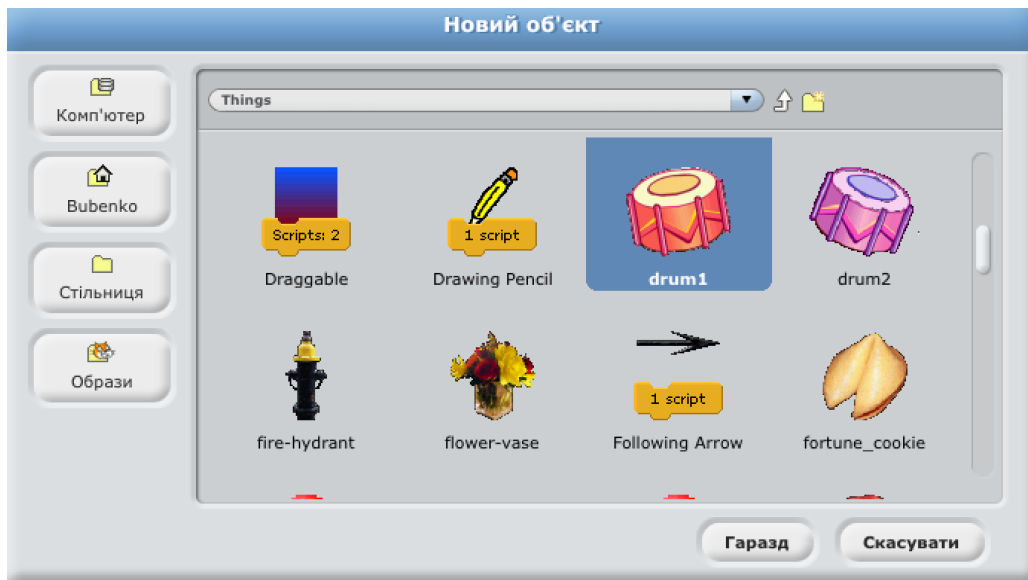 Новий об'єкт
Комп'ютер
Bubenko
Стільниця
Образи
Things
Scripts: 2
1 script
Draggable
Drawing Pencil
drum1
drum2
1 script
fire-hydrant
flower-vase
Following Arrow
fortune_cookie
Гаразд
Скасувати